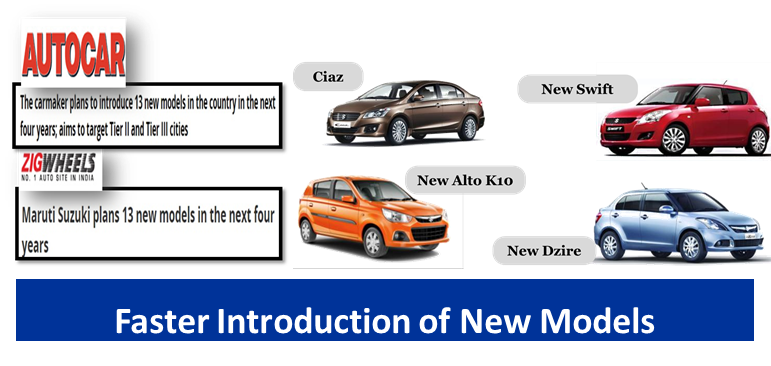 AUTOCAR
The carmaker plans to introduce 13 new models in the country in the next
four years; aims to target Tier II and Tier III cities
ZIGWHEELS
NO. 1 AUTO SITE IN INDIA
Maruti Suzuki plans 13 new models in the next four
years
Ciaz
New Swift
SWIFT
New Alto K10
New Dzire
Faster Introduction of New Models